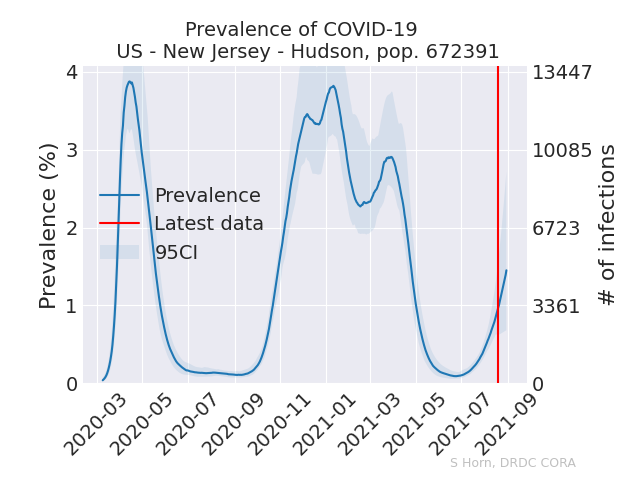 Prevalence of COVID-19
US - New Jersey - Hudson, pop. 672391
4
3
2
1
0
Prevalence (%)
13447
10085
6723
3361
0
# of infections
Prevalence
Latest data
95CI
2020-03
2020-05
2020-07
2020-09
2020-11
2021-01
2021-03
2021-05
2021-07
2021-09
S Horn, DRDC CORA